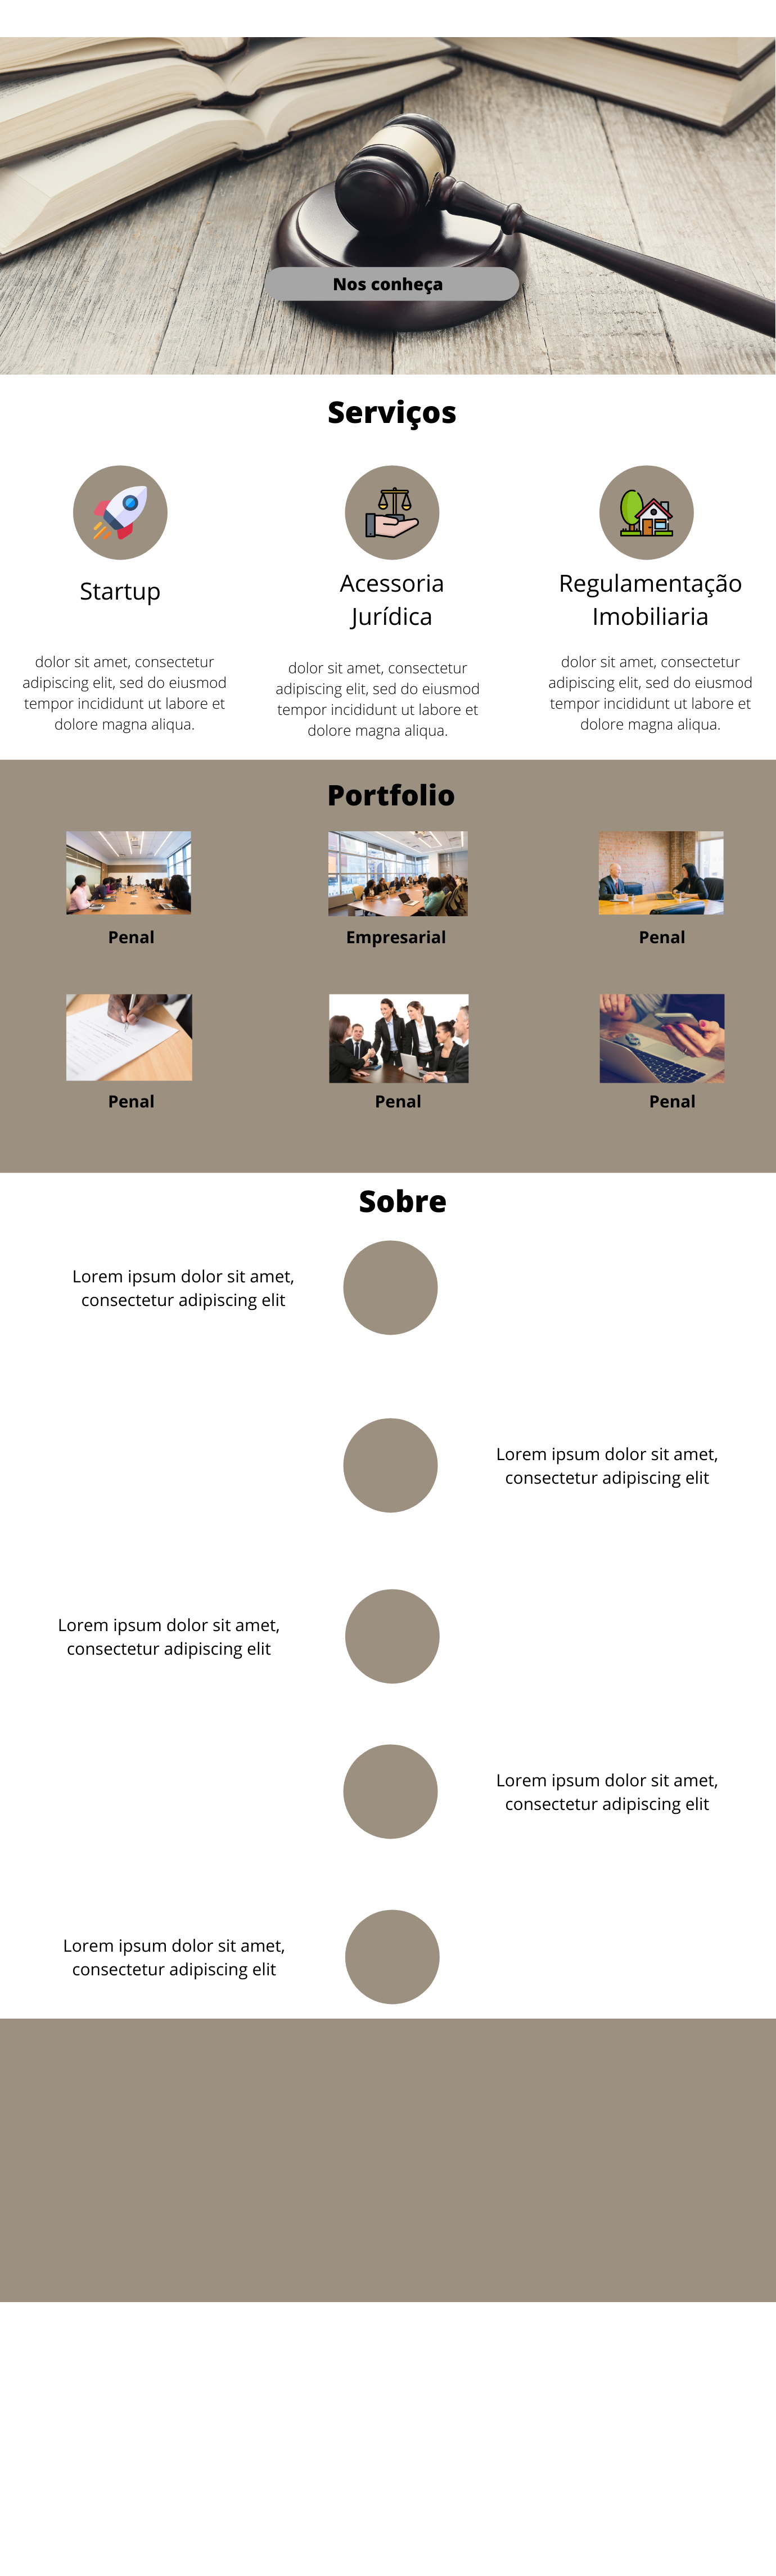 Nos conheça
Serviços
Startup
dolor sit amet, consectetur
adipiscing elit, sed do eiusmod
tempor incididunt ut labore et
dolore magna aliqua.
Acessoria
Jurídica
dolor sit amet, consectetur
adipiscing elit, sed do eiusmod
tempor incididunt ut labore et
dolore magna aliqua.
Regulamentação
Imobiliaria
dolor sit amet, consectetur
adipiscing elit, sed do eiusmod
tempor incididunt ut labore et
dolore magna aliqua.
Portfolio
Penal
Empresarial
Penal
Penal
Penal
Penal
Sobre
Lorem ipsum dolor sit amet,
consectetur adipiscing elit
Lorem ipsum dolor sit amet,
consectetur adipiscing elit
Lorem ipsum dolor sit amet,
consectetur adipiscing elit
Lorem ipsum dolor sit amet,
consectetur adipiscing elit
Lorem ipsum dolor sit amet,
consectetur adipiscing elit